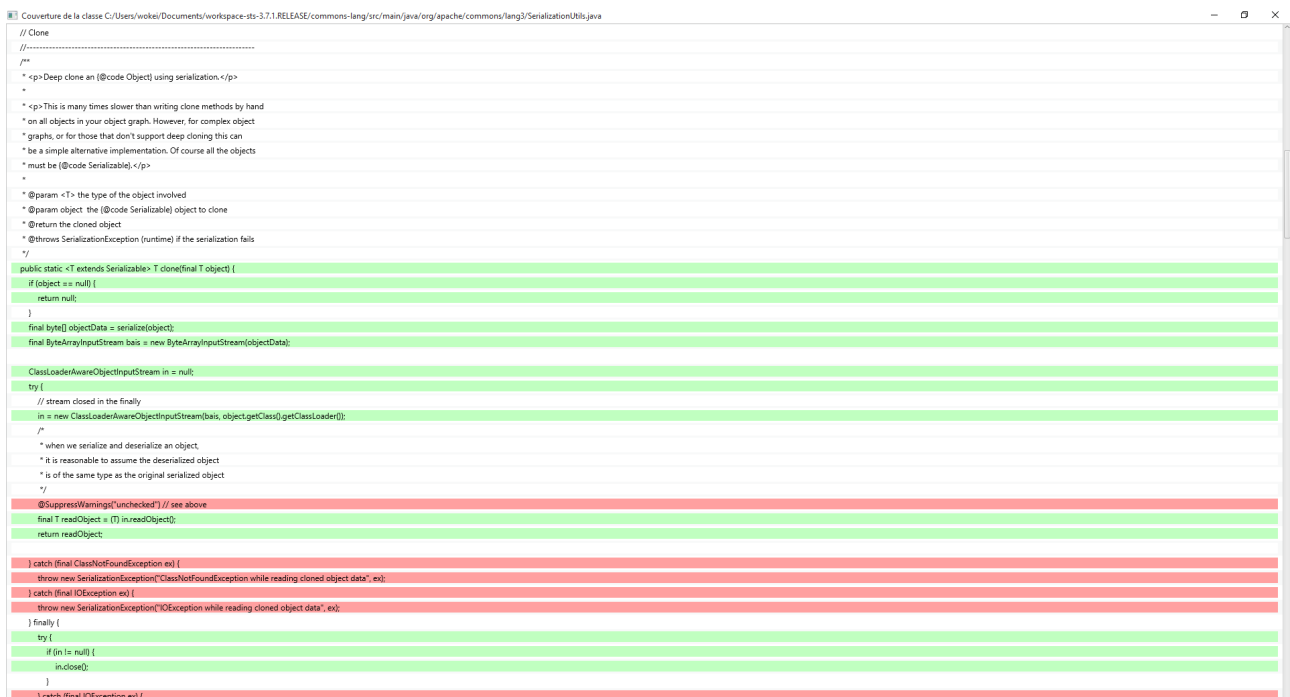 Couverture de la classe C:/Users/wokei/Documents/workspace-sts-3.7.1.RELEASE/commons-lang/src/main/java/org/apache/commons/lang3/SerializationUtils.java
// Clone
//-----------------------------------------------------------------------
/**
* <p>Deep clone an {@code Object} using serialization.</p>
*
* <p>This is many times slower than writing clone methods by hand
* on all objects in your object graph. However, for complex object
* graphs, or for those that don't support deep cloning this can
* be a simple alternative implementation. Of course all the objects
* must be {@code Serializable}.</p>
*
* @param <T> the type of the object involved
* @param object  the {@code Serializable} object to clone
* @return the cloned object
* @throws SerializationException (runtime) if the serialization fails
*/
public static <T extends Serializable> T clone(final T object) {
if (object == null) {
return null;
}
final byte[] objectData = serialize(object);
final ByteArrayInputStream bais = new ByteArrayInputStream(objectData);
ClassLoaderAwareObjectInputStream in = null;
try {
// stream closed in the finally
in = new ClassLoaderAwareObjectInputStream(bais, object.getClass().getClassLoader());
/*
* when we serialize and deserialize an object,
* it is reasonable to assume the deserialized object
* is of the same type as the original serialized object
*/
@SuppressWarnings("unchecked") // see above
final T readObject = (T) in.readObject();
return readObject;
} catch (final ClassNotFoundException ex) {
throw new SerializationException("ClassNotFoundException while reading cloned object data", ex);
} catch (final IOException ex) {
throw new SerializationException("IOException while reading cloned object data", ex);
} finally {
try {
if (in != null) {
in.close();
}
} catch (final IOException ex) {